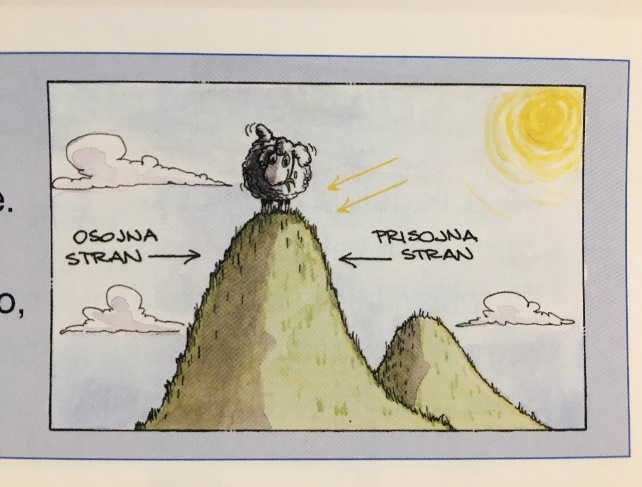 e.
o,
OSOJNA
STRAN
PRISOJNA
STRAN